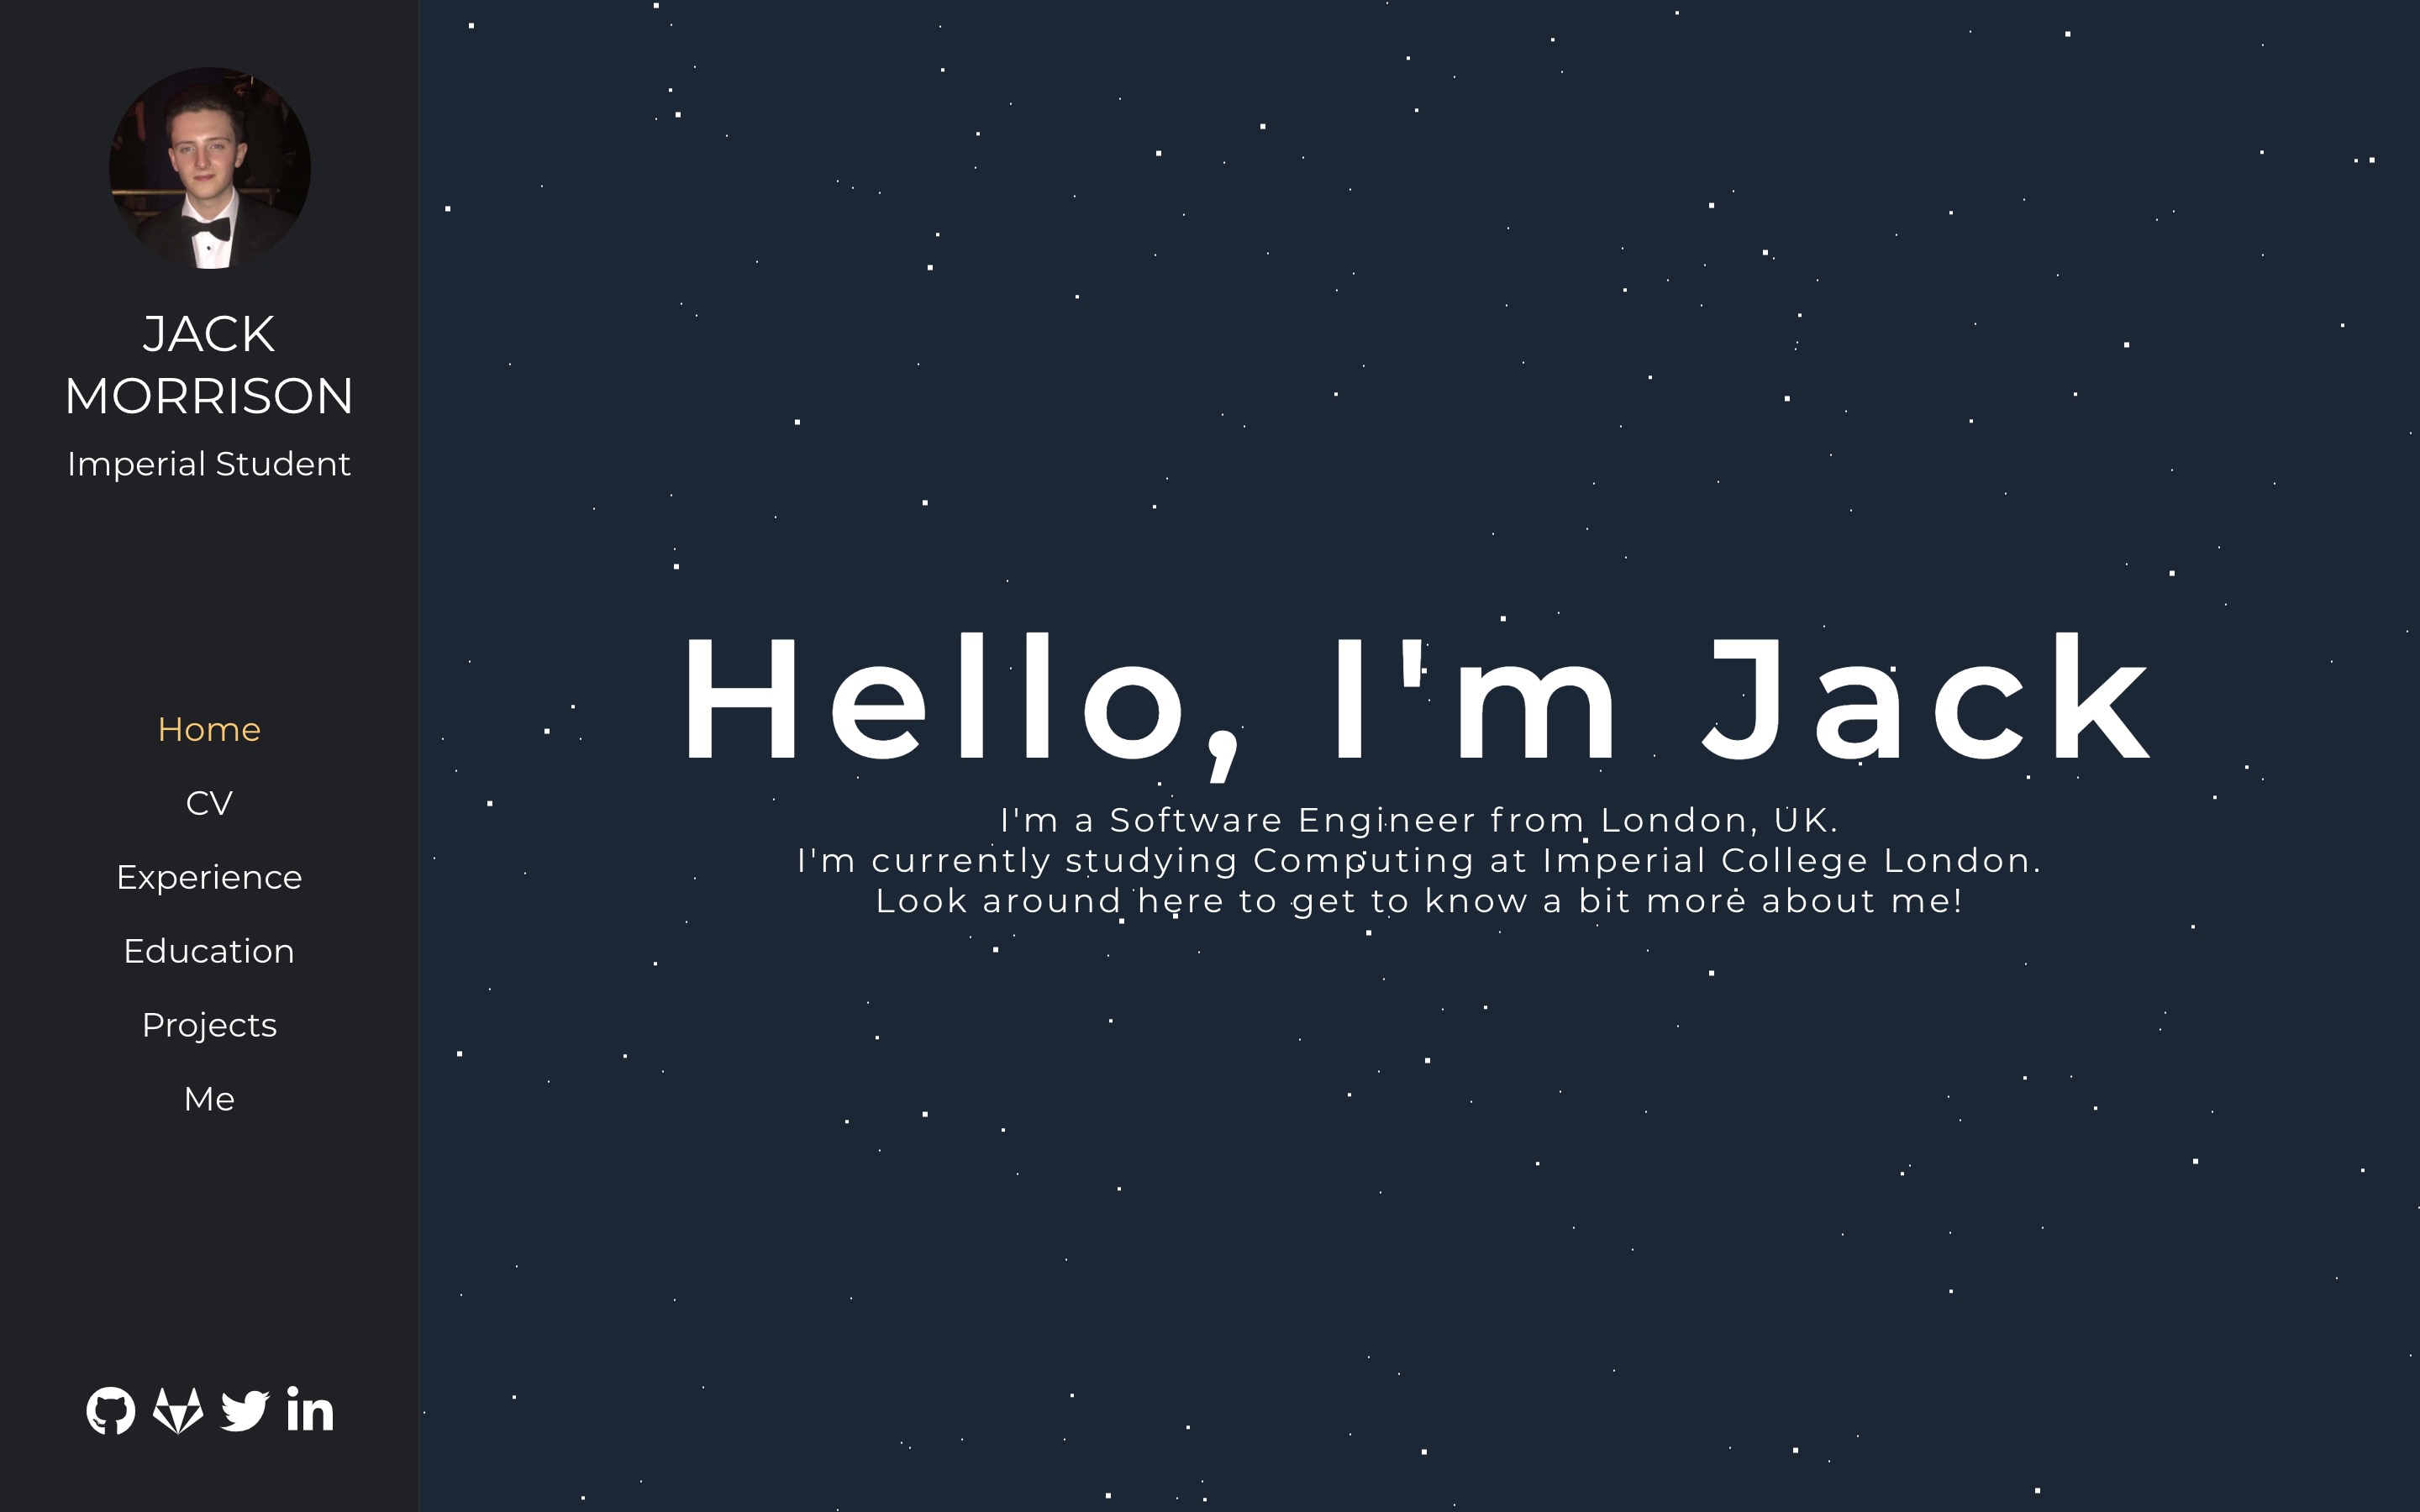 JACK
MORRISON
Imperial Student
Home
CV
Experience
Education
Projects
Me
Hello, I'm Jack
I'm a Software Engineer from London, UK.
I'm currently studying Computing at Imperial College London.
Look around here to get to know a bit more about me!
in